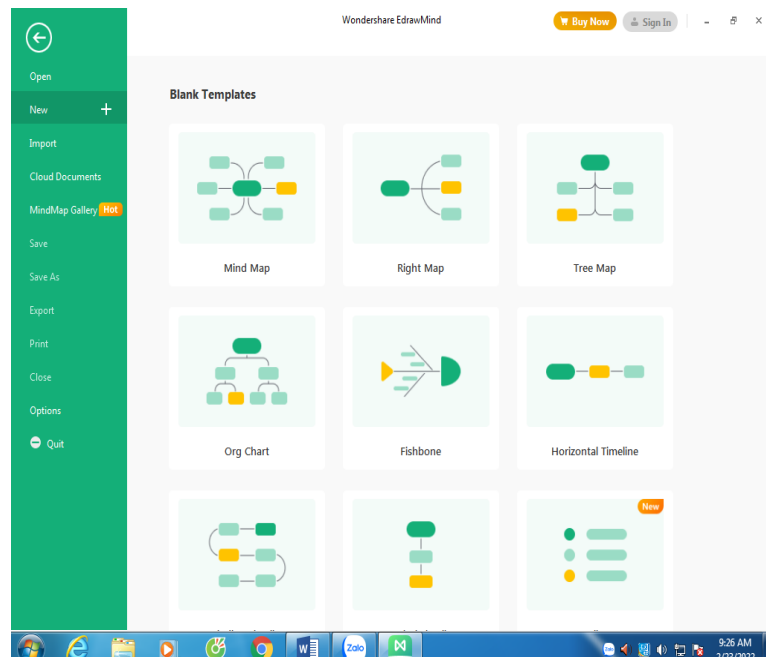 Wondershare EdrawMind
Buy Now
Sign In
Open
New
Import
Cloud Documents
MindMap Gallery Hot
Save
Save As
Export
Print
Close
Options
Quit
Blank Templates
Mind Map
Right Map
Tree Map
Org Chart
Fishbone
Horizontal Timeline
New
W
Zalo
9:26 AM